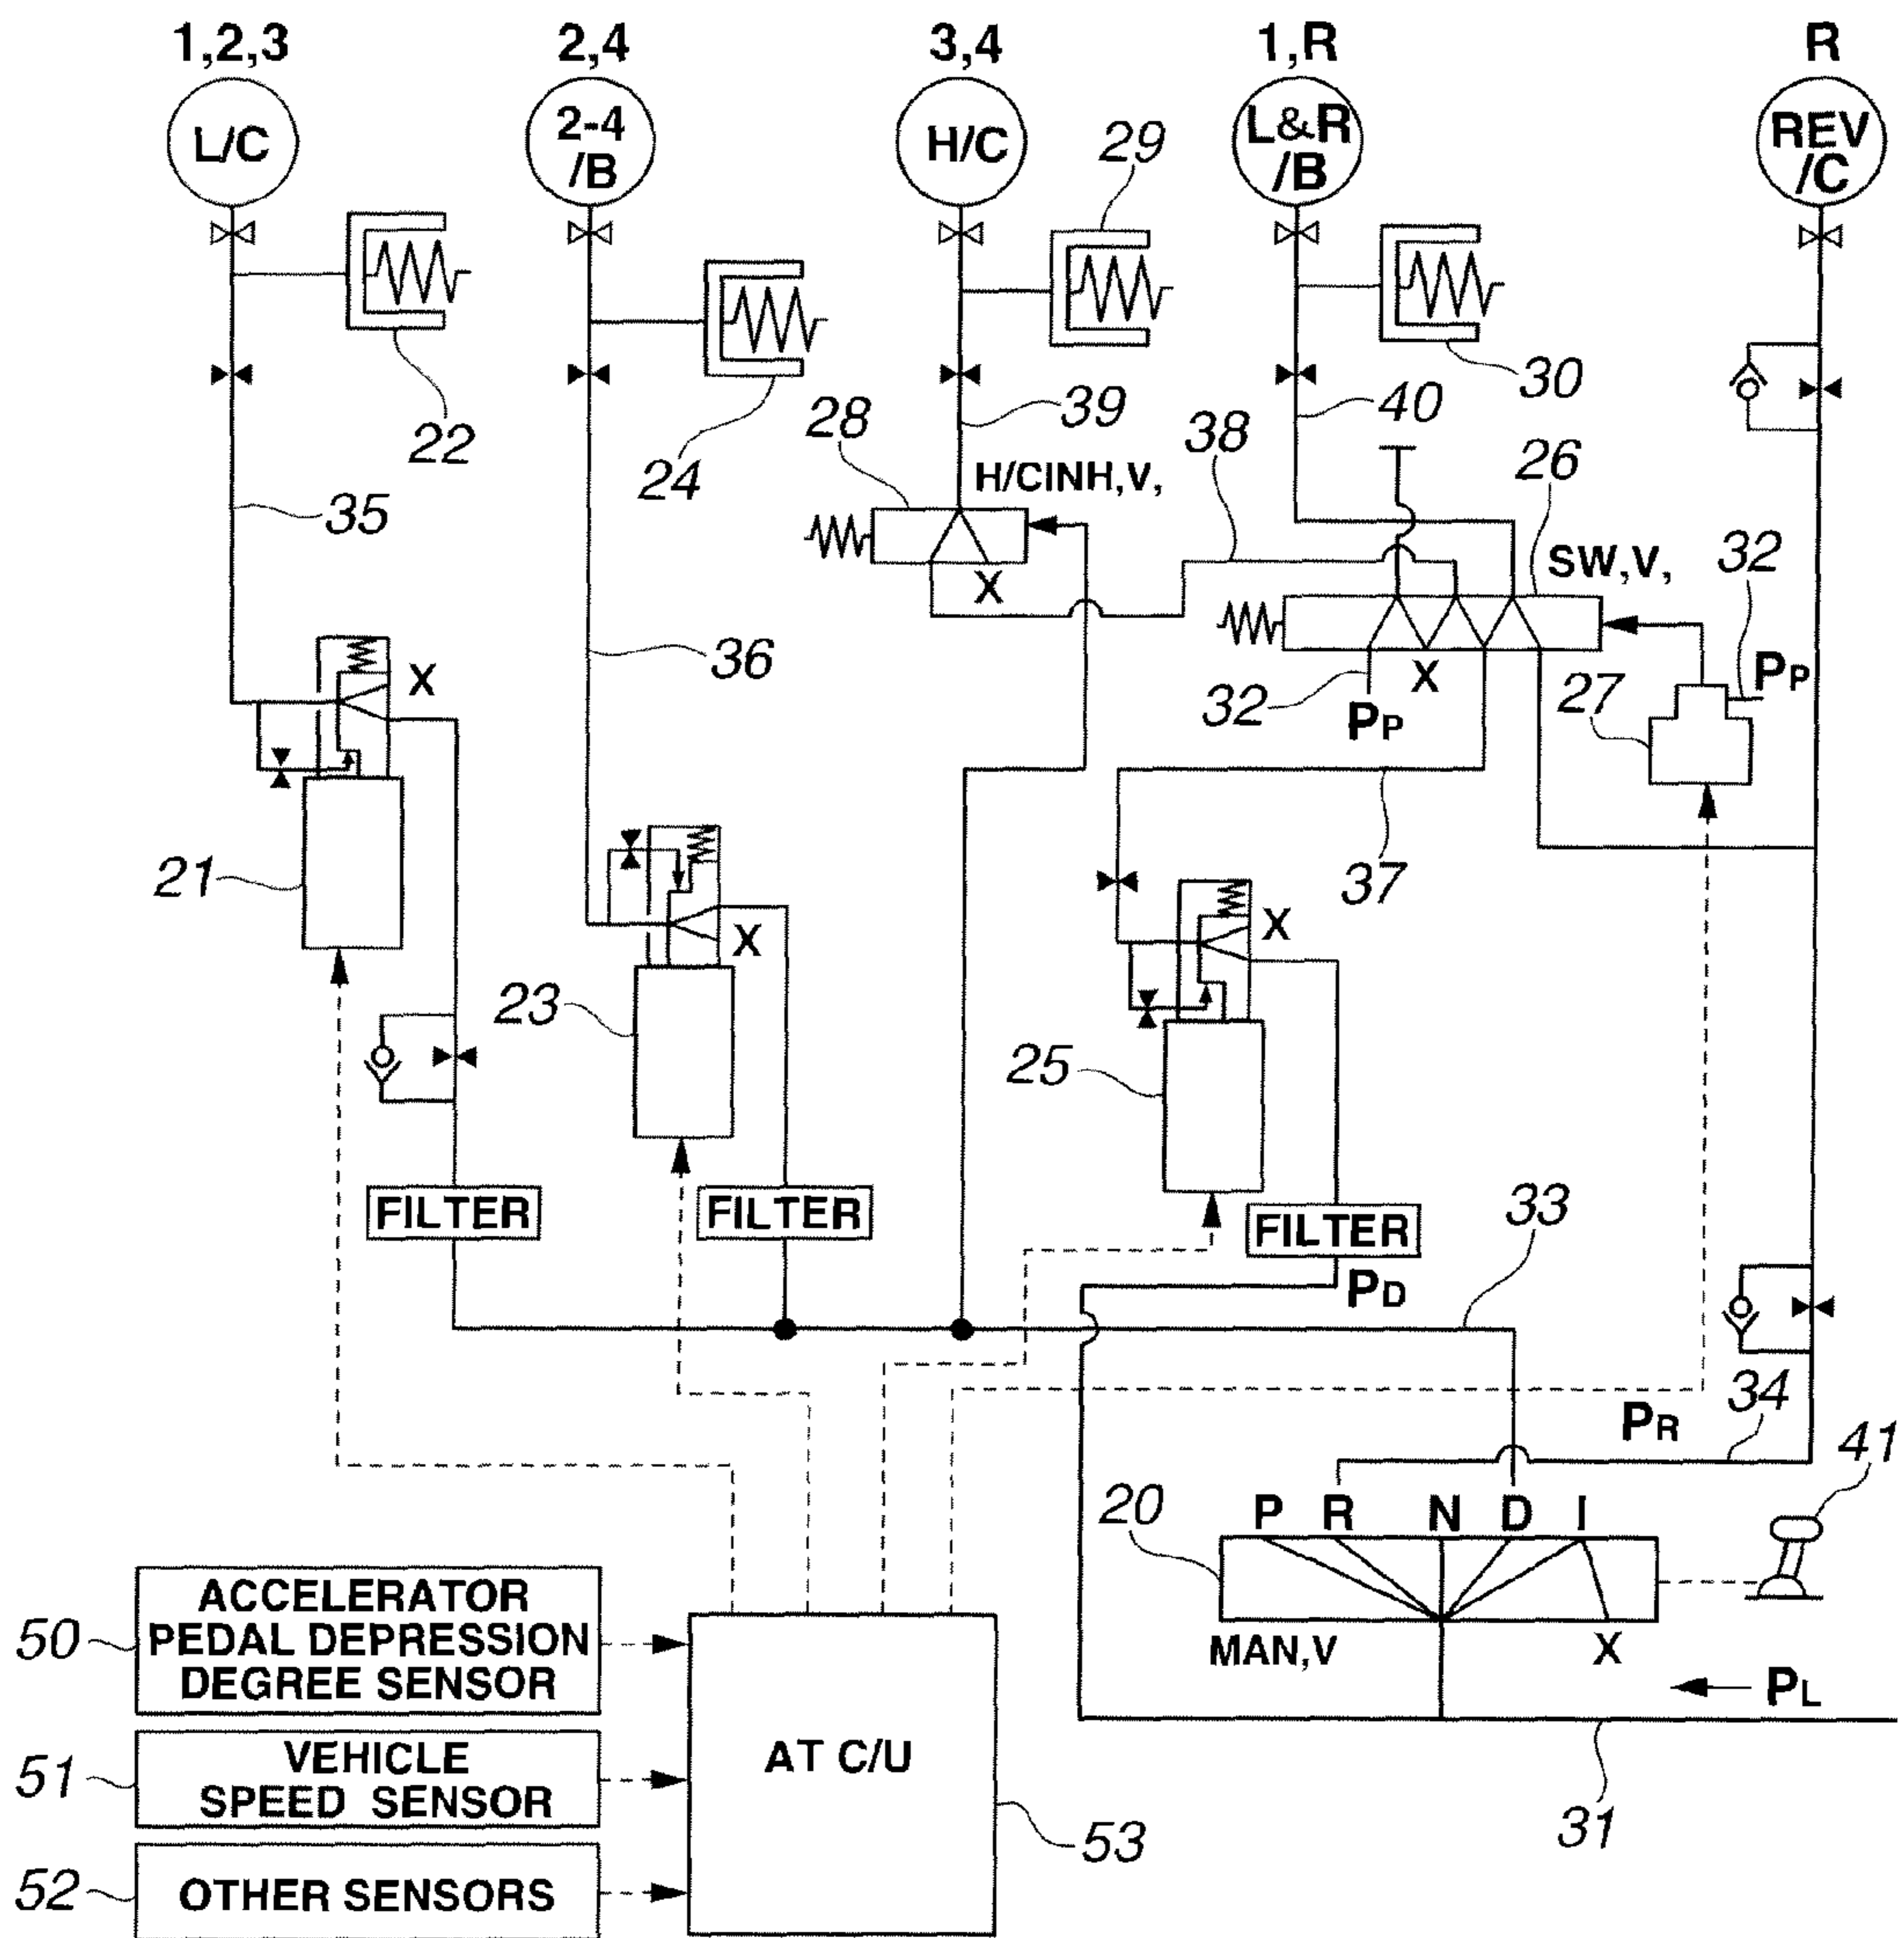 1,2,3
2,4
3,4
1,R
R
L/C
2-4
/B
H/C
L&R
/B
REV
/C
29
22
24
28
39
40
30
38
26
H/CINH,V,
35
SW,V,
32
36
X
X
32
PP
X
27
PP
21
37
23
X
X
25
FILTER
FILTER
FILTER
33
PD
34
PR
41
20
P R N D I
MAN,V
X
PL
31
50
ACCELERATOR
PEDAL DEPRESSION
DEGREE SENSOR
51
VEHICLE
SPEED SENSOR
52
OTHER SENSORS
AT C/U
53